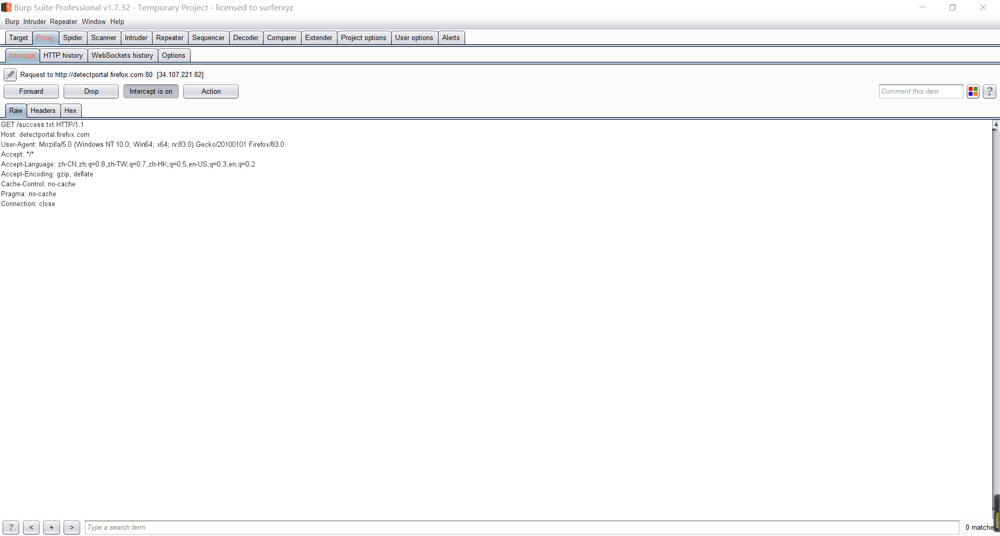 Burp Suite Professional v1.7.32 - Temporary Project - licensed to surferxyz
Burp Intruder Repeater Window Help
Target Proxy Spider Scanner Intruder Repeater Sequencer Decoder Comparer Extender Project options User options Alerts
Intercept HTTP history WebSockets history Options
Request to http://detectportal.firefox.com:80 [34.107.221.82]
Forward Drop Intercept is on Action Comment this item ?
Raw Headers Hex
GET /success.txt HTTP/1.1
Host: detectportal.firefox.com
User-Agent: Mozilla/5.0 (Windows NT 10.0; Win64; x64; rv:83.0) Gecko/20100101 Firefox/83.0
Accept: */*
Accept-Language: zh-CN,zh;q=0.8,zh-TW;q=0.7,zh-HK;q=0.5,en-US;q=0.3,en;q=0.2
Accept-Encoding: gzip, deflate
Cache-Control: no-cache
Pragma: no-cache
Connection: close
? < + > Type a search term 0 matche